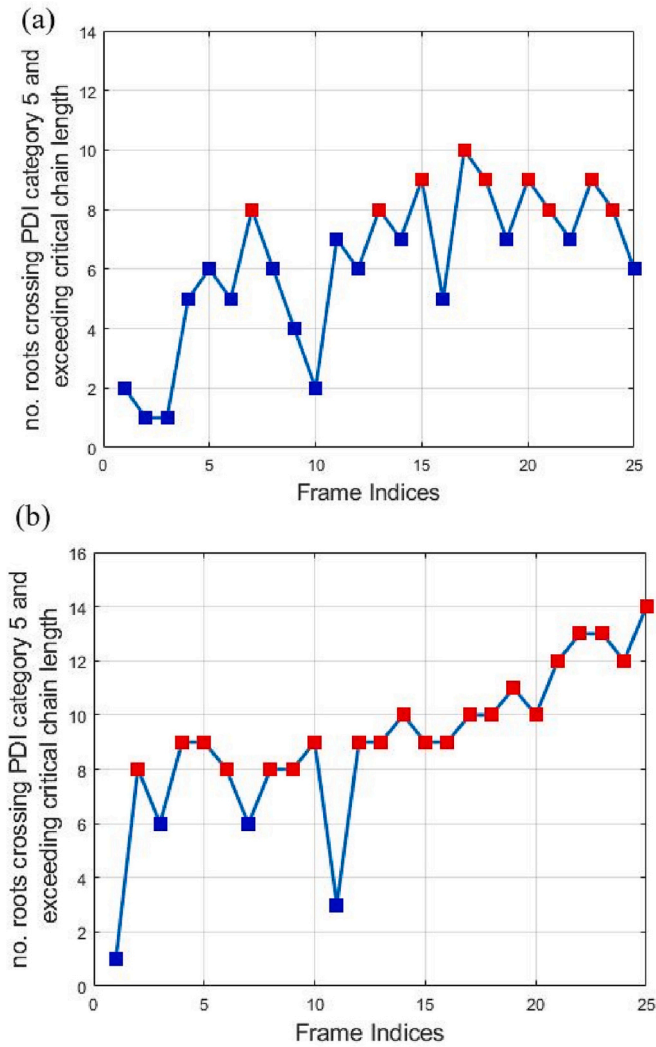 (a)
no. roots crossing PDI category 5 and
exceeding critical chain length
14
12
10
8
6
4
2
0
0 5 10 15 20 25
Frame Indices
(b)
no. roots crossing PDI category 5 and
exceeding critical chain length
16
14
12
10
8
6
4
2
0
0 5 10 15 20 25
Frame Indices